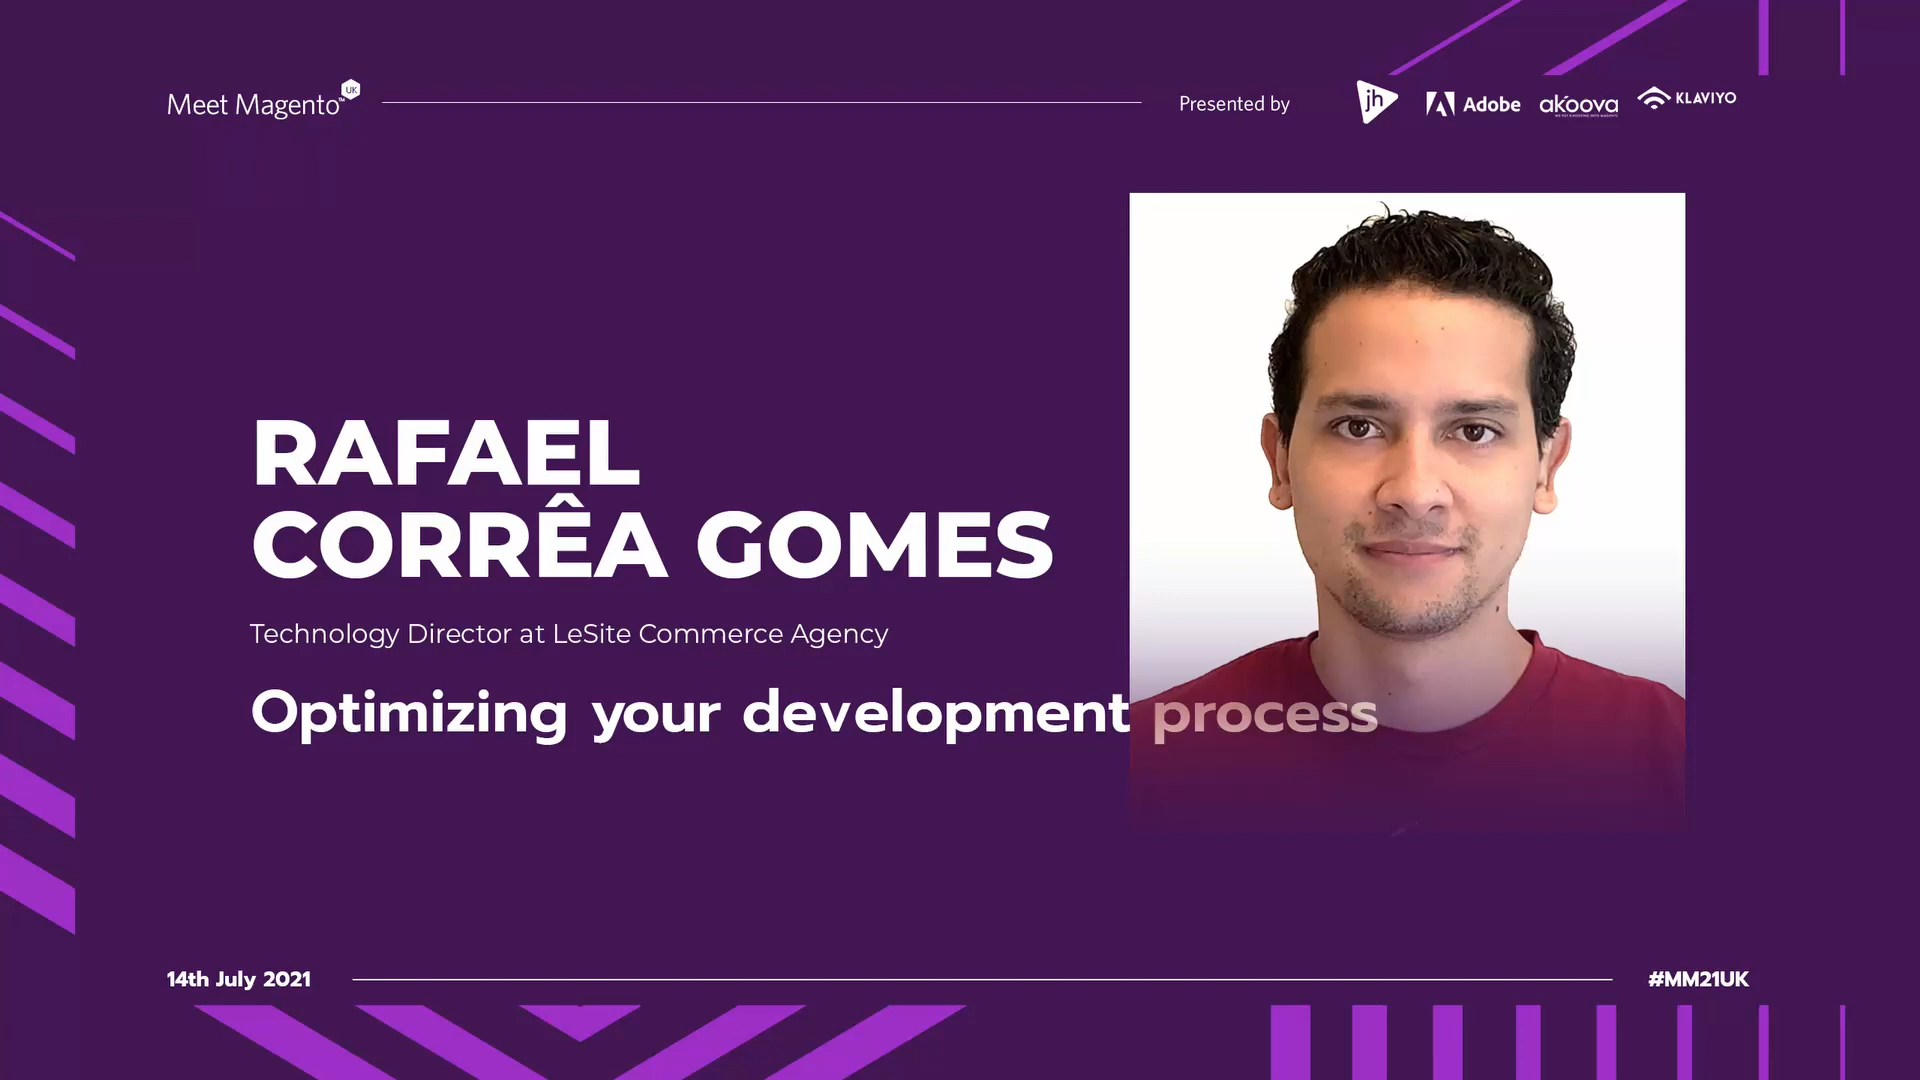 Meet Magento™ UK
Presented by
jh
Adobe
akoova
KLAVIYO
RAFAEL
CORRÊA GOMES
Technology Director at LeSite Commerce Agency
Optimizing your development process
14th July 2021
#MM21UK